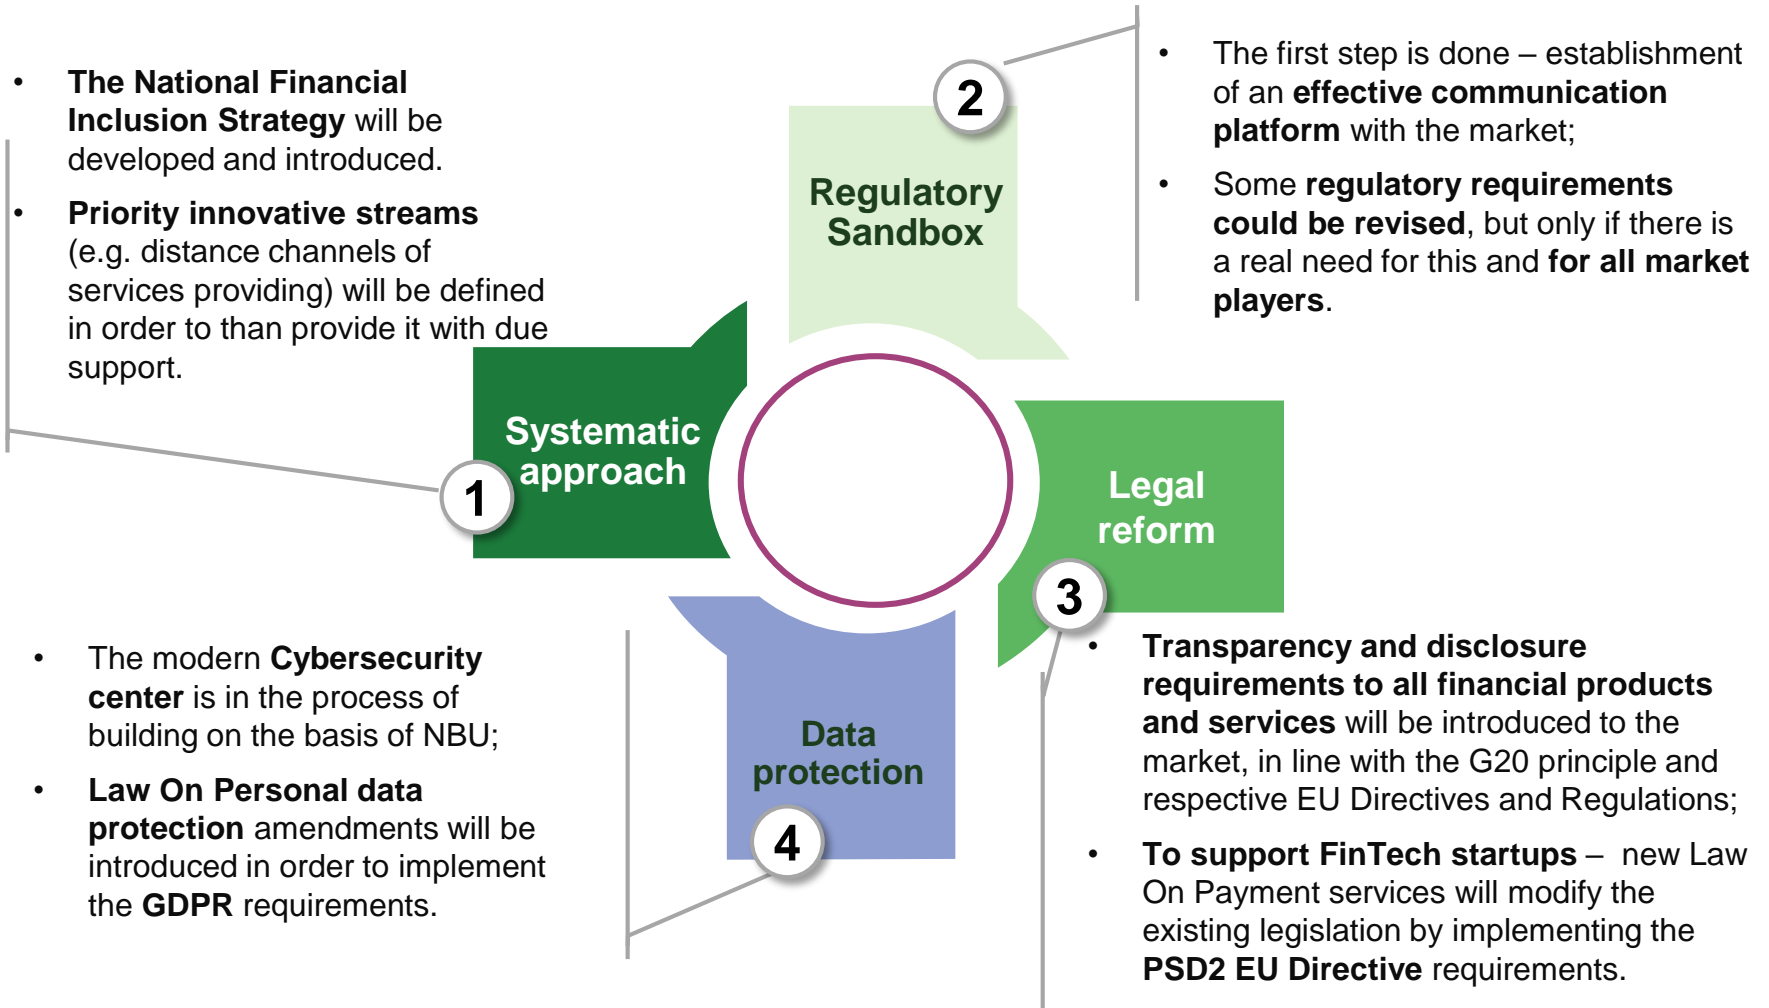 • The National Financial
Inclusion Strategy will be
developed and introduced.
• Priority innovative streams
(e.g. distance channels of
services providing) will be defined
in order to than provide it with due
support.
1
Systematic
approach
2
Regulatory
Sandbox
• The first step is done – establishment
of an effective communication
platform with the market;
• Some regulatory requirements
could be revised, but only if there is
a real need for this and for all market
players.
Legal
reform
3
• Transparency and disclosure
requirements to all financial products
and services will be introduced to the
market, in line with the G20 principle and
respective EU Directives and Regulations;
• To support FinTech startups – new Law
On Payment services will modify the
existing legislation by implementing the
PSD2 EU Directive requirements.
Data
protection
4
• The modern Cybersecurity
center is in the process of
building on the basis of NBU;
• Law On Personal data
protection amendments will be
introduced in order to implement
the GDPR requirements.